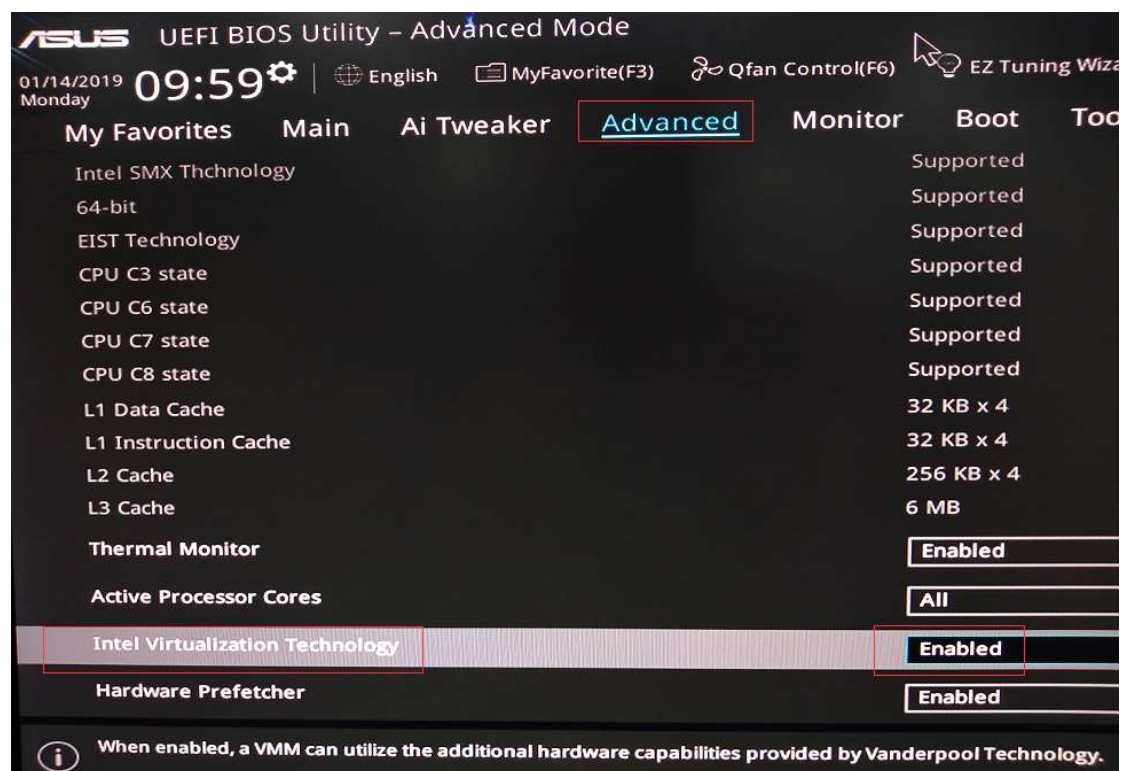 ASUS UEFI BIOS Utility – Advanced Mode
01/14/2019 Monday 09:59 English MyFavorite(F3) Qfan Control(F6) EZ Tuning Wiza
My Favorites Main Ai Tweaker Advanced Monitor Boot Too
Intel SMX Thchnology Supported
64-bit Supported
EIST Technology Supported
CPU C3 state Supported
CPU C6 state Supported
CPU C7 state Supported
CPU C8 state Supported
L1 Data Cache 32 KB x 4
L1 Instruction Cache 32 KB x 4
L2 Cache 256 KB x 4
L3 Cache 6 MB
Thermal Monitor Enabled
Active Processor Cores All
Intel Virtualization Technology Enabled
Hardware Prefetcher Enabled
When enabled, a VMM can utilize the additional hardware capabilities provided by Vanderpool Technology.